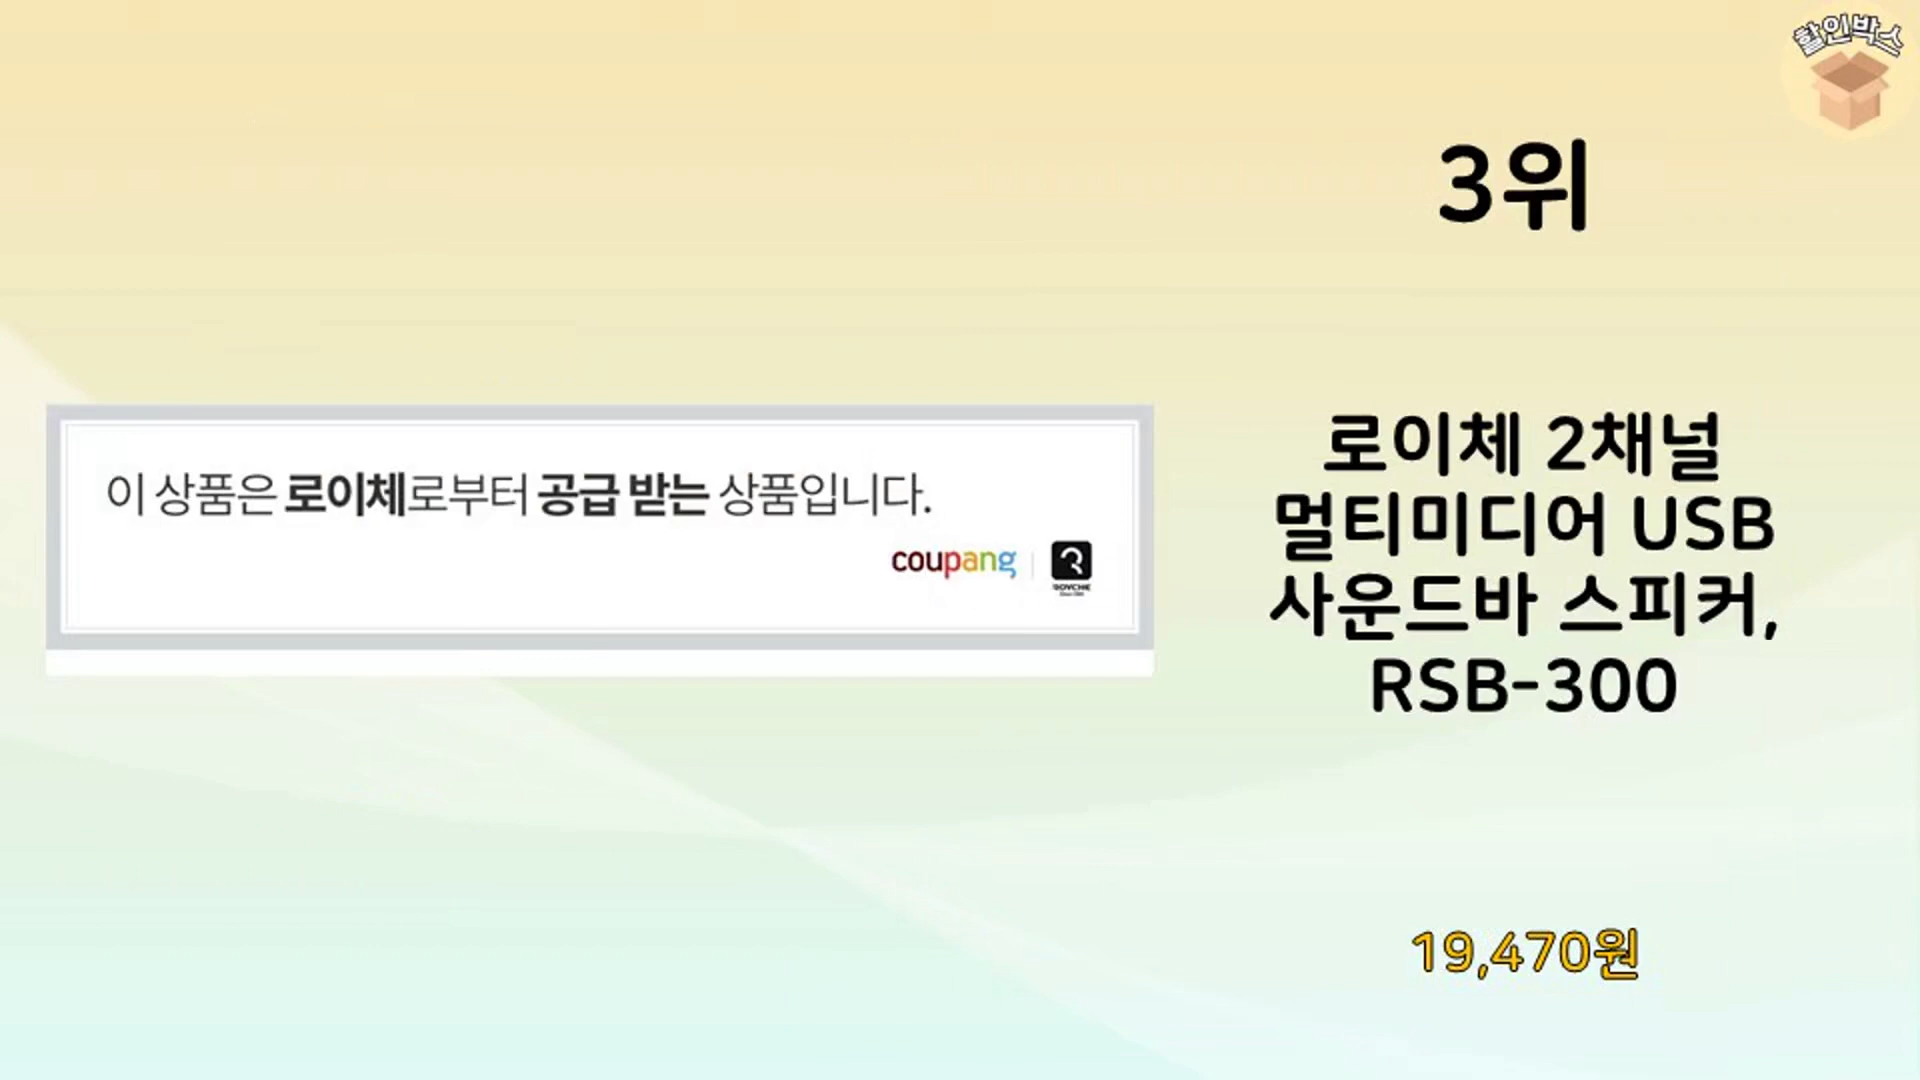 할인박스
3위
이 상품은 로이체로부터 공급 받는 상품입니다.
coupang
로이체 2채널
멀티미디어 USB
사운드바 스피커,
RSB-300
19,470원